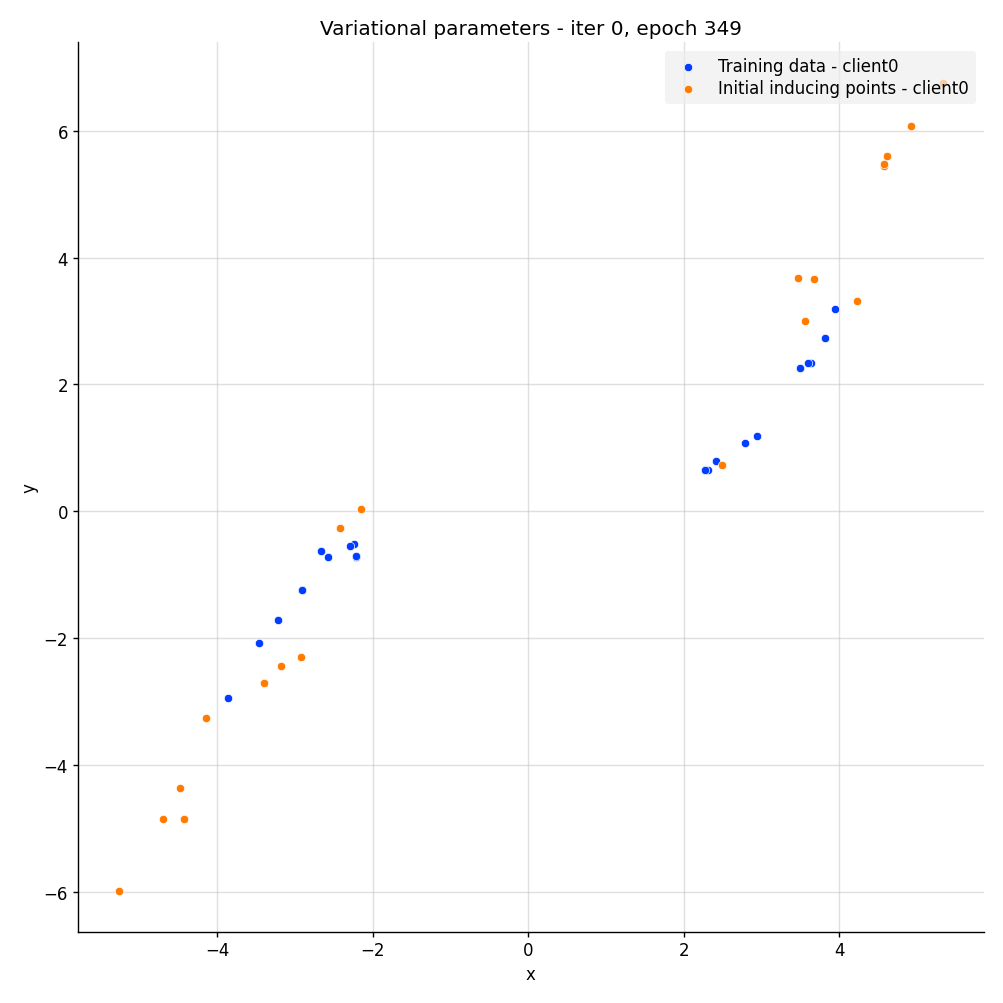 Variational parameters - iter 0, epoch 349
Training data - client0
Initial inducing points - client0
6
4
2
0
−2
−4
−6
y
−4 −2 0 2 4
x